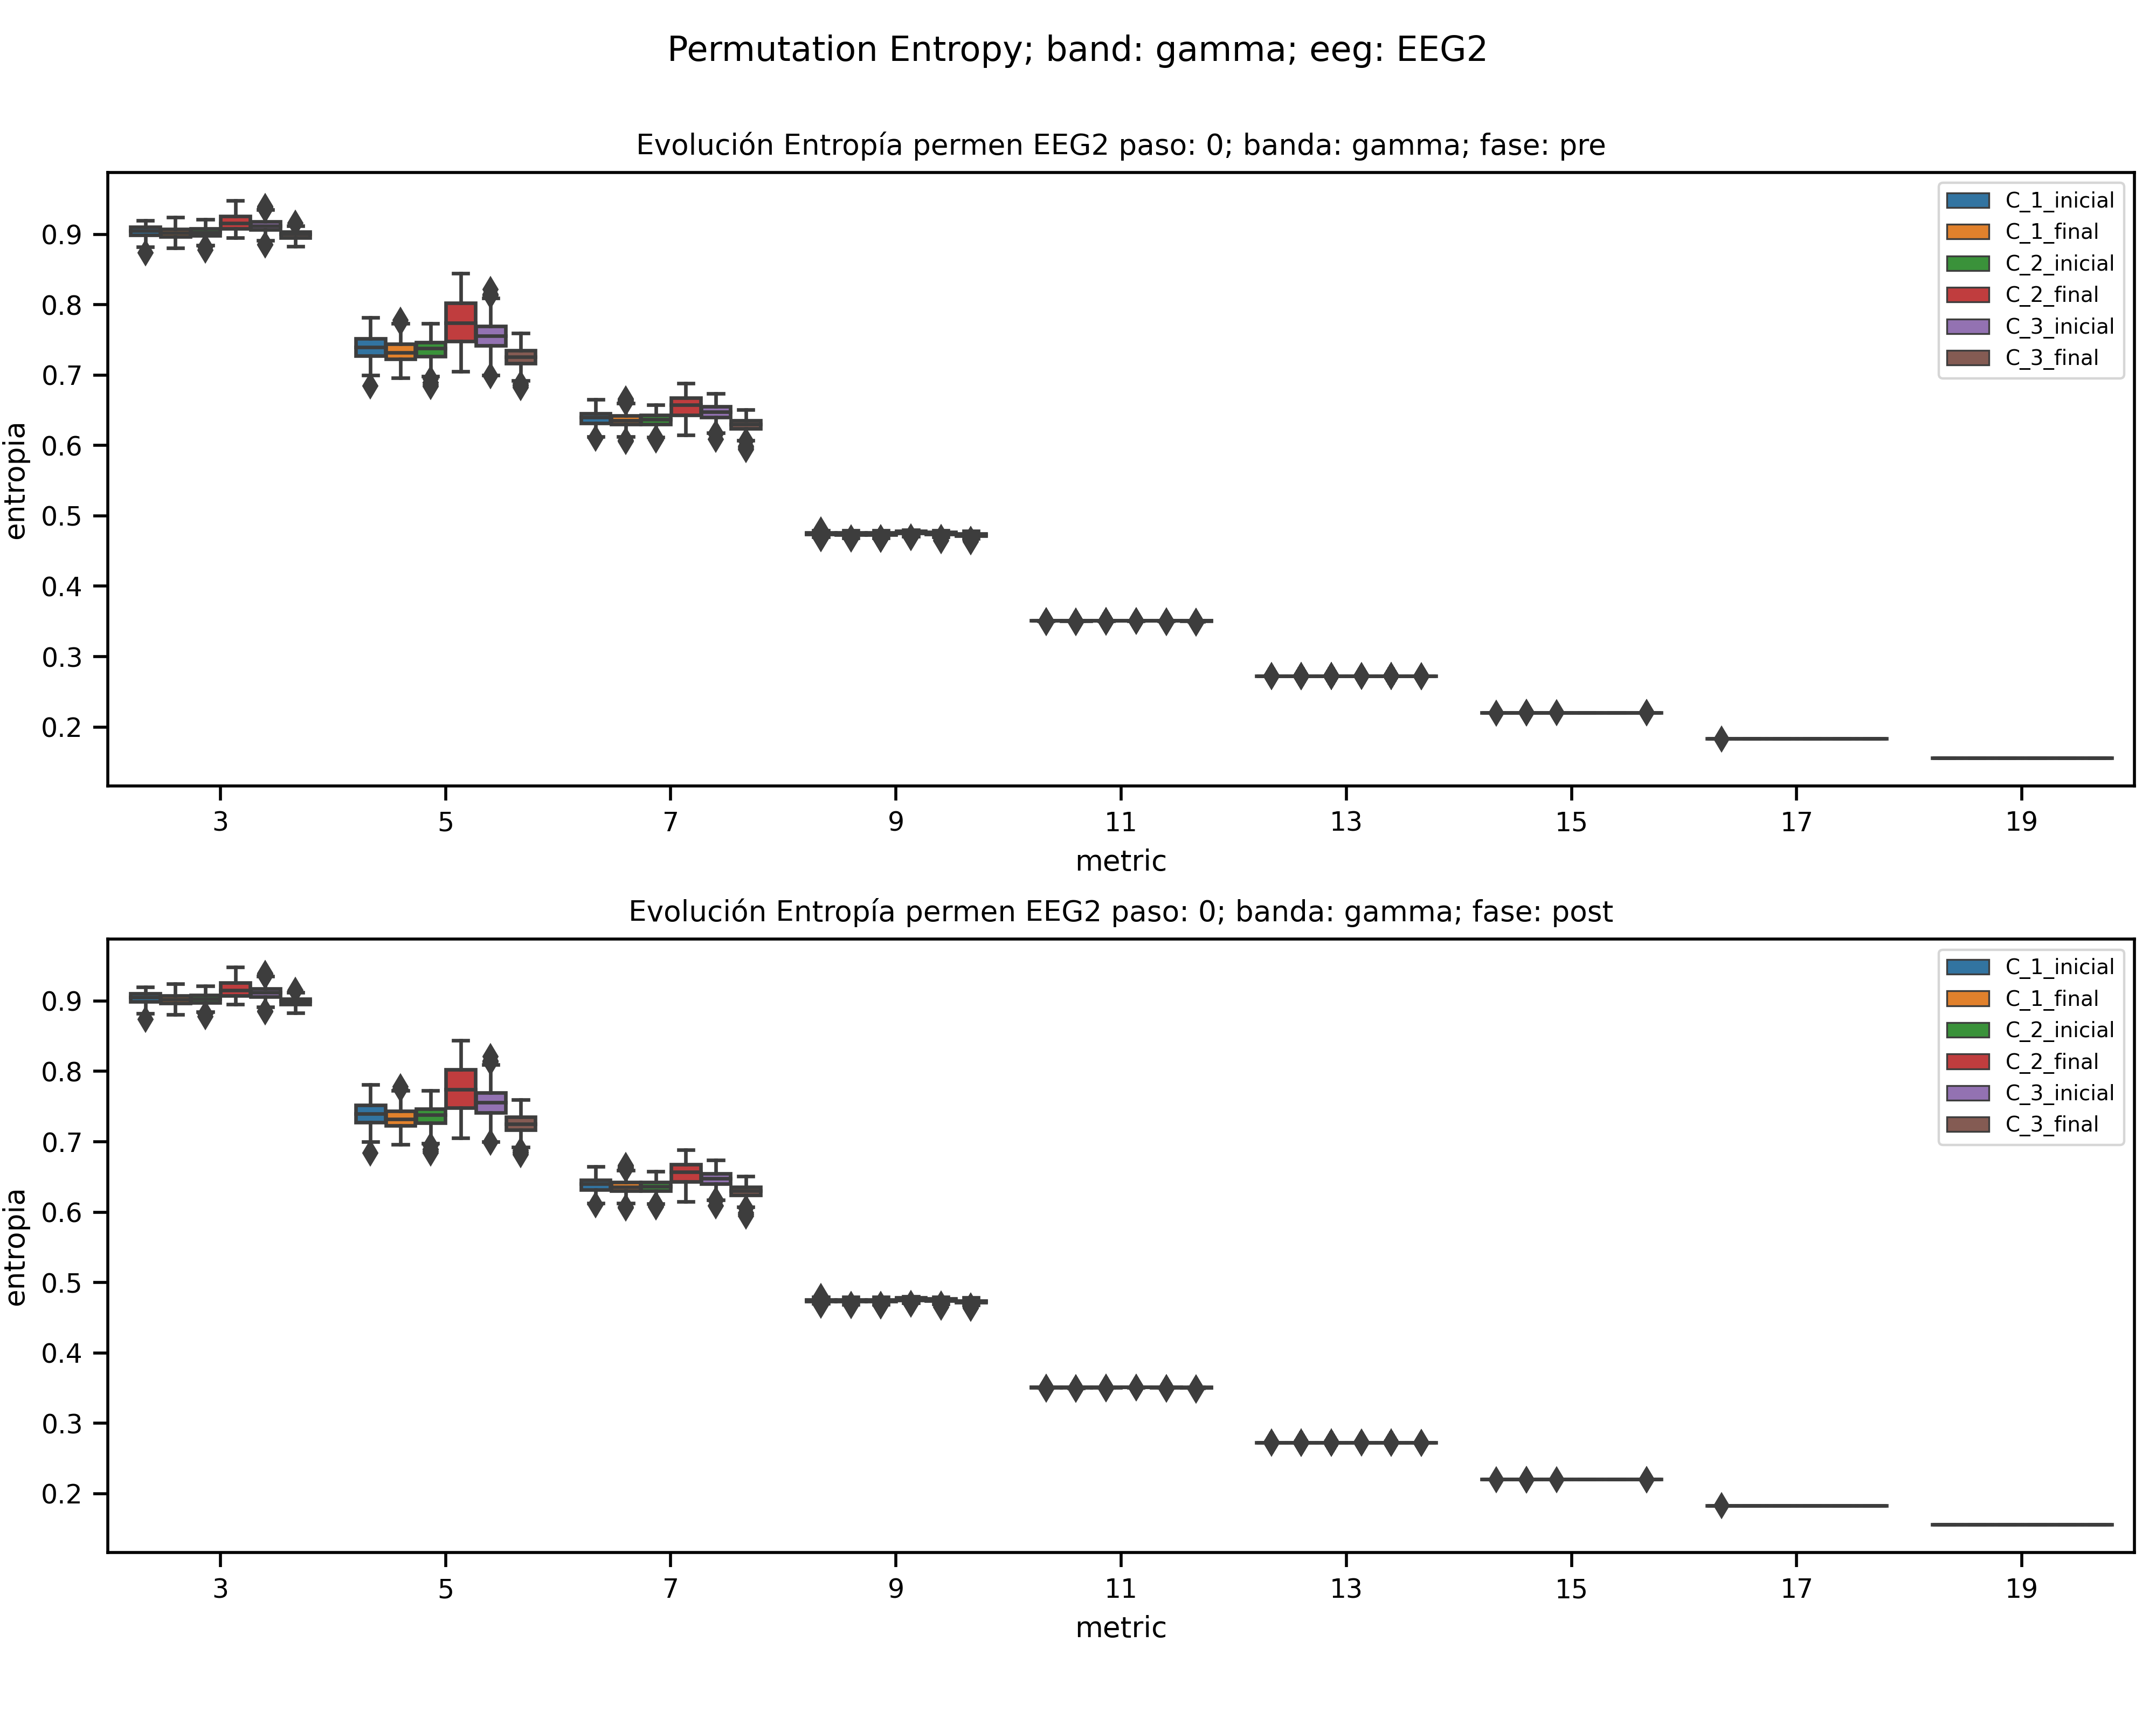 Permutation Entropy; band: gamma; eeg: EEG2
Evolución Entropía permen EEG2 paso: 0; banda: gamma; fase: pre
C_1_inicial
C_1_final
C_2_inicial
C_2_final
C_3_inicial
C_3_final
0.9
0.8
0.7
0.6
0.5
0.4
0.3
0.2
entropia
3 5 7 9 11 13 15 17 19
metric
Evolución Entropía permen EEG2 paso: 0; banda: gamma; fase: post
C_1_inicial
C_1_final
C_2_inicial
C_2_final
C_3_inicial
C_3_final
0.9
0.8
0.7
0.6
0.5
0.4
0.3
0.2
entropia
3 5 7 9 11 13 15 17 19
metric